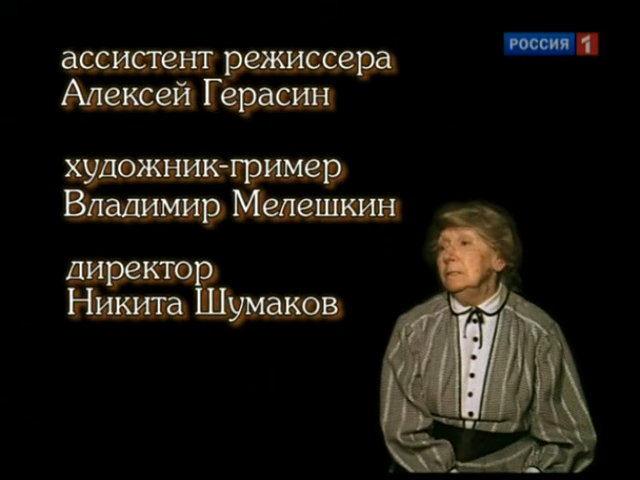 ассистент режиссера
Алексей Герасин
РОССИЯ 1
художник-гример
Владимир Мелешкин
директор
Никита Шумаков